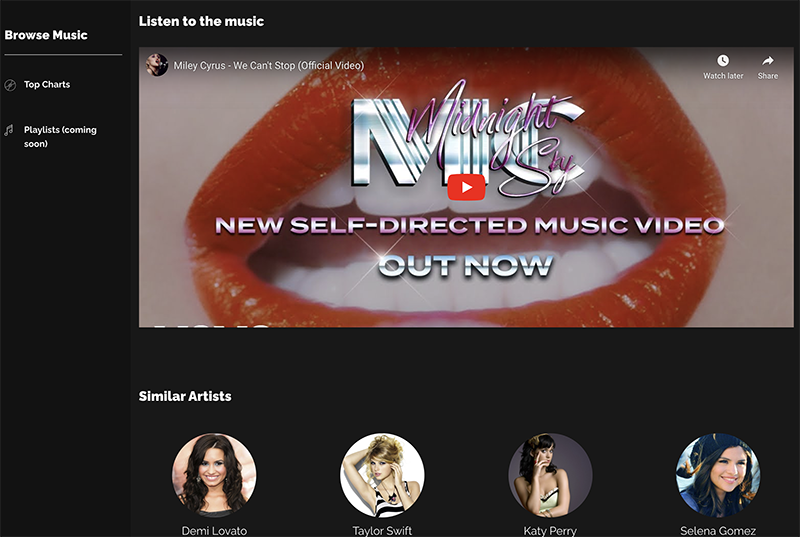 Browse Music
Top Charts
Playlists (coming
soon)
Listen to the music
Miley Cyrus - We Can't Stop (Official Video)
Watch later
Share
MC
Midnight
Sky
NEW SELF-DIRECTED MUSIC VIDEO
OUT NOW
Similar Artists
Demi Lovato
Taylor Swift
Katy Perry
Selena Gomez